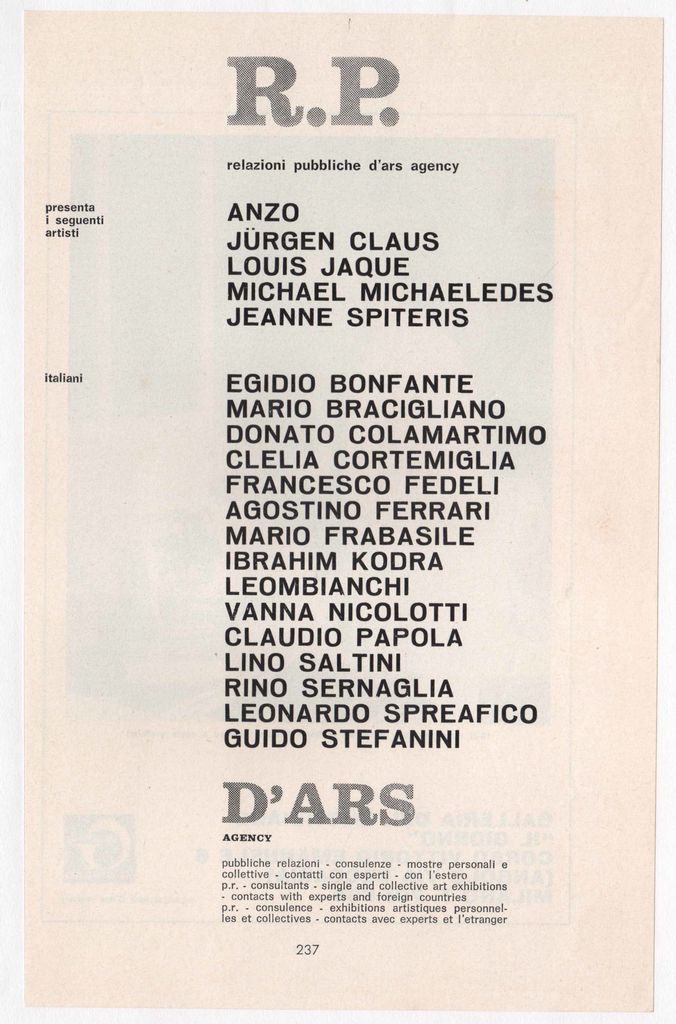 R.P.
relazioni pubbliche d'ars agency
presenta
i seguenti
artisti
ANZO
JÜRGEN CLAUS
LOUIS JAQUE
MICHAEL MICHAELEDES
JEANNE SPITERIS
italiani
EGIDIO BONFANTE
MARIO BRACIGLIANO
DONATO COLAMARTIMO
CLELIA CORTEMIGLIA
FRANCESCO FEDELI
AGOSTINO FERRARI
MARIO FRABASILE
IBRAHIM KODRA
LEOMBIANCHI
VANNA NICOLOTTI
CLAUDIO PAPOLA
LINO SALTINI
RINO SERNAGLIA
LEONARDO SPREAFICO
GUIDO STEFANINI
D'ARS
AGENCY
pubbliche relazioni - consulenze - mostre personali e
collettive - contatti con esperti - con l'estero
p.r. - consultants - single and collective art exhibitions
- contacts with experts and foreign countries
p.r. - consulence - exhibitions artistiques personnel-
les et collectives - contacts avec experts et l'etranger
237